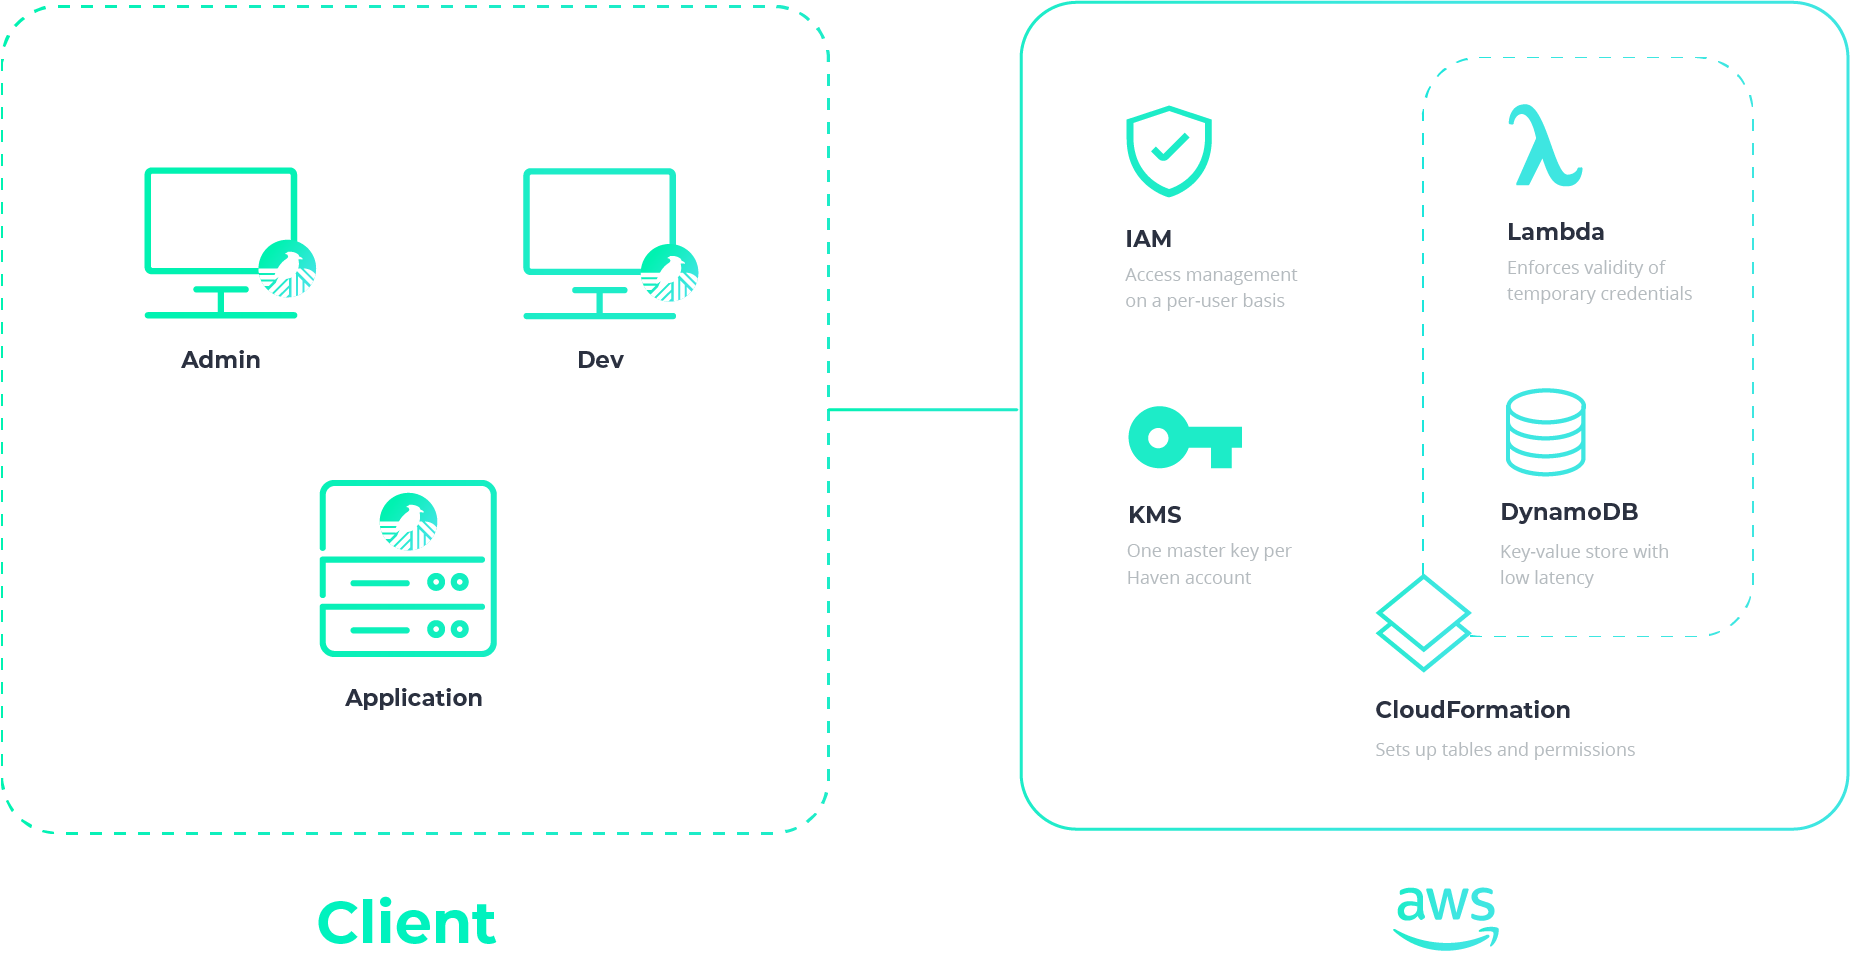 Admin
Dev
Application
Client
IAM
Access management
on a per-user basis
Lambda
Enforces validity of
temporary credentials
KMS
One master key per
Haven account
DynamoDB
Key-value store with
low latency
CloudFormation
Sets up tables and permissions
aws